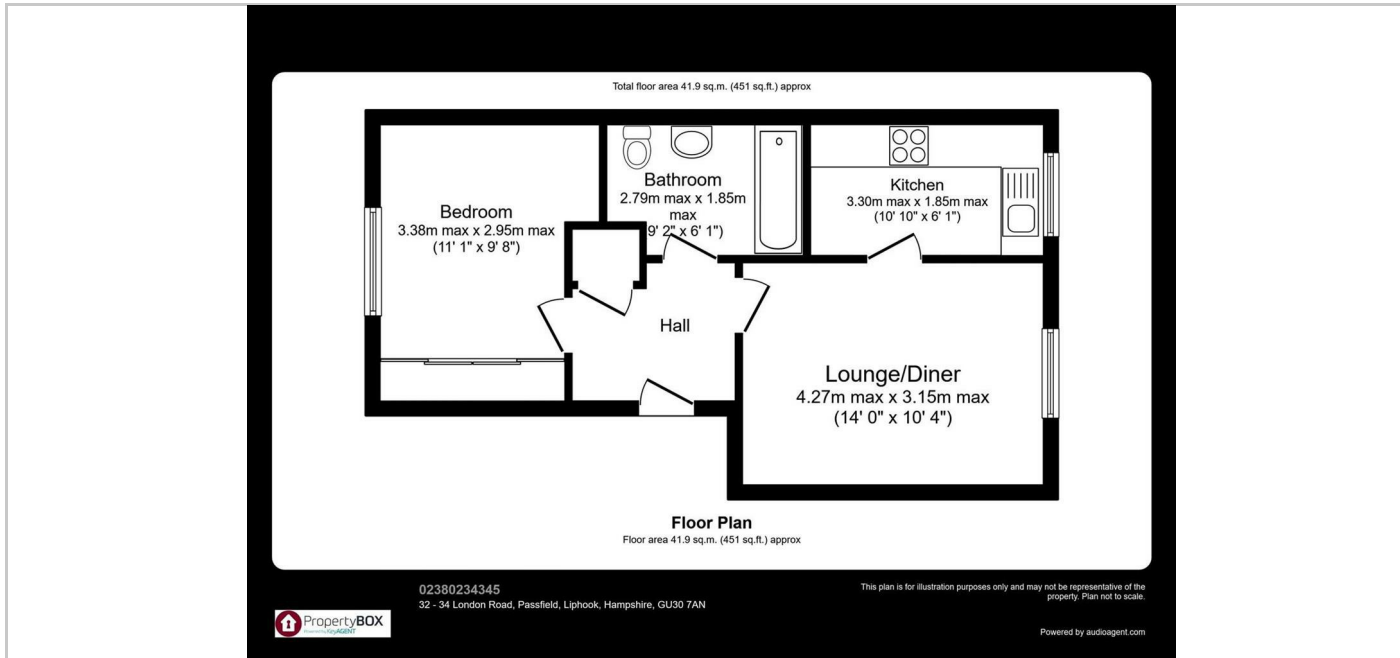 Total floor area 41.9 sq.m. (451 sq.ft.) approx
Bedroom
3.38m max x 2.95m max
(11' 1" x 9' 8")
Bathroom
2.79m max x 1.85m
max
(9' 2" x 6' 1")
Kitchen
3.30m max x 1.85m max
(10' 10" x 6' 1")
Hall
Lounge/Diner
4.27m max x 3.15m max
(14' 0" x 10' 4")
Floor Plan
Floor area 41.9 sq.m. (451 sq.ft.) approx
02380234345
32 - 34 London Road, Passfield, Liphook, Hampshire, GU30 7AN
PropertyBOX
Powered by KeyAGENT
This plan is for illustration purposes only and may not be representative of the
property. Plan not to scale.
Powered by audioagent.com